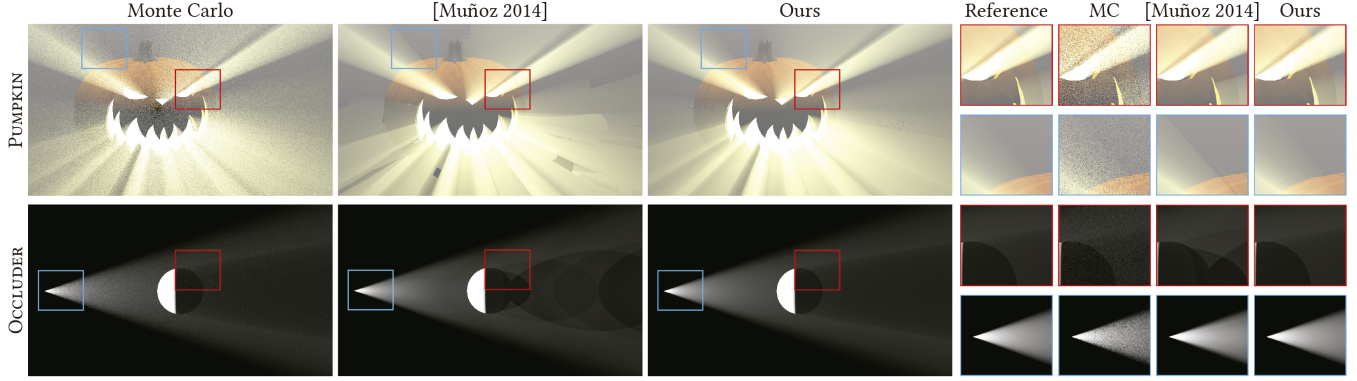 Monte Carlo [Muñoz 2014] Ours Reference MC [Muñoz 2014] Ours
PUMPKIN
OCCLUDER